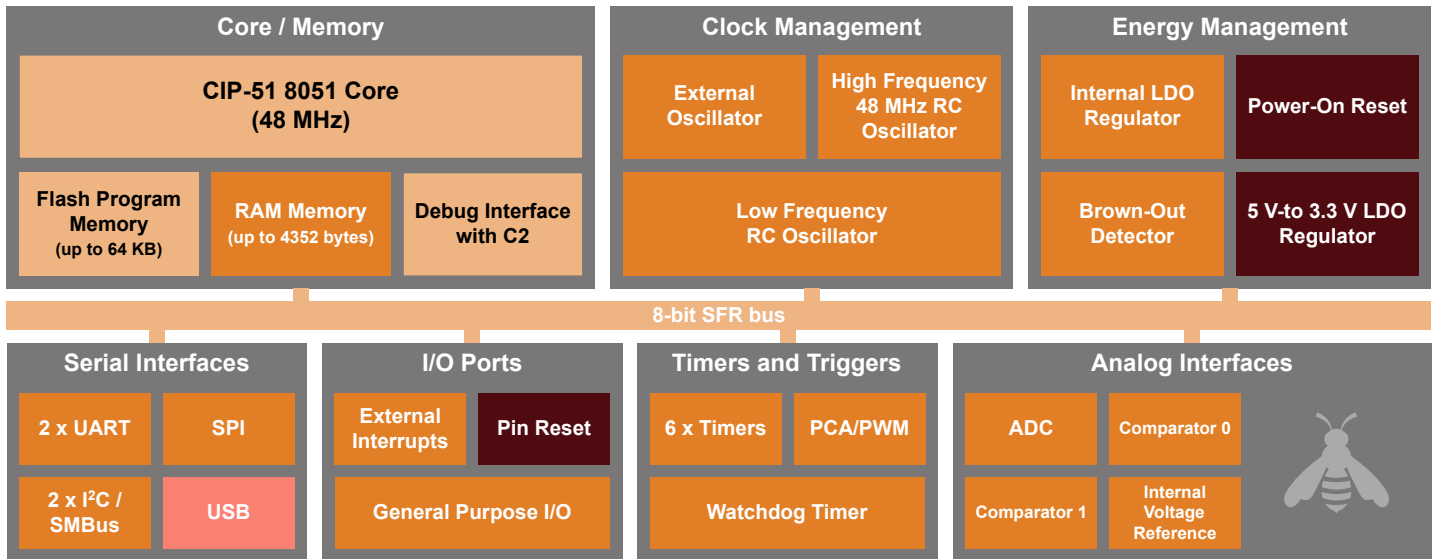 Core / Memory
CIP-51 8051 Core
(48 MHz)
Flash Program
Memory
(up to 64 KB)
RAM Memory
(up to 4352 bytes)
Debug Interface
with C2
Clock Management
External
Oscillator
High Frequency
48 MHz RC
Oscillator
Low Frequency
RC Oscillator
Energy Management
Internal LDO
Regulator
Power-On Reset
Brown-Out
Detector
5 V-to 3.3 V LDO
Regulator
8-bit SFR bus
Serial Interfaces
2 x UART
SPI
2 x I²C /
SMBus
USB
I/O Ports
External
Interrupts
Pin Reset
General Purpose I/O
Timers and Triggers
6 x Timers
PCA/PWM
Watchdog Timer
Analog Interfaces
ADC
Comparator 0
Comparator 1
Internal
Voltage
Reference